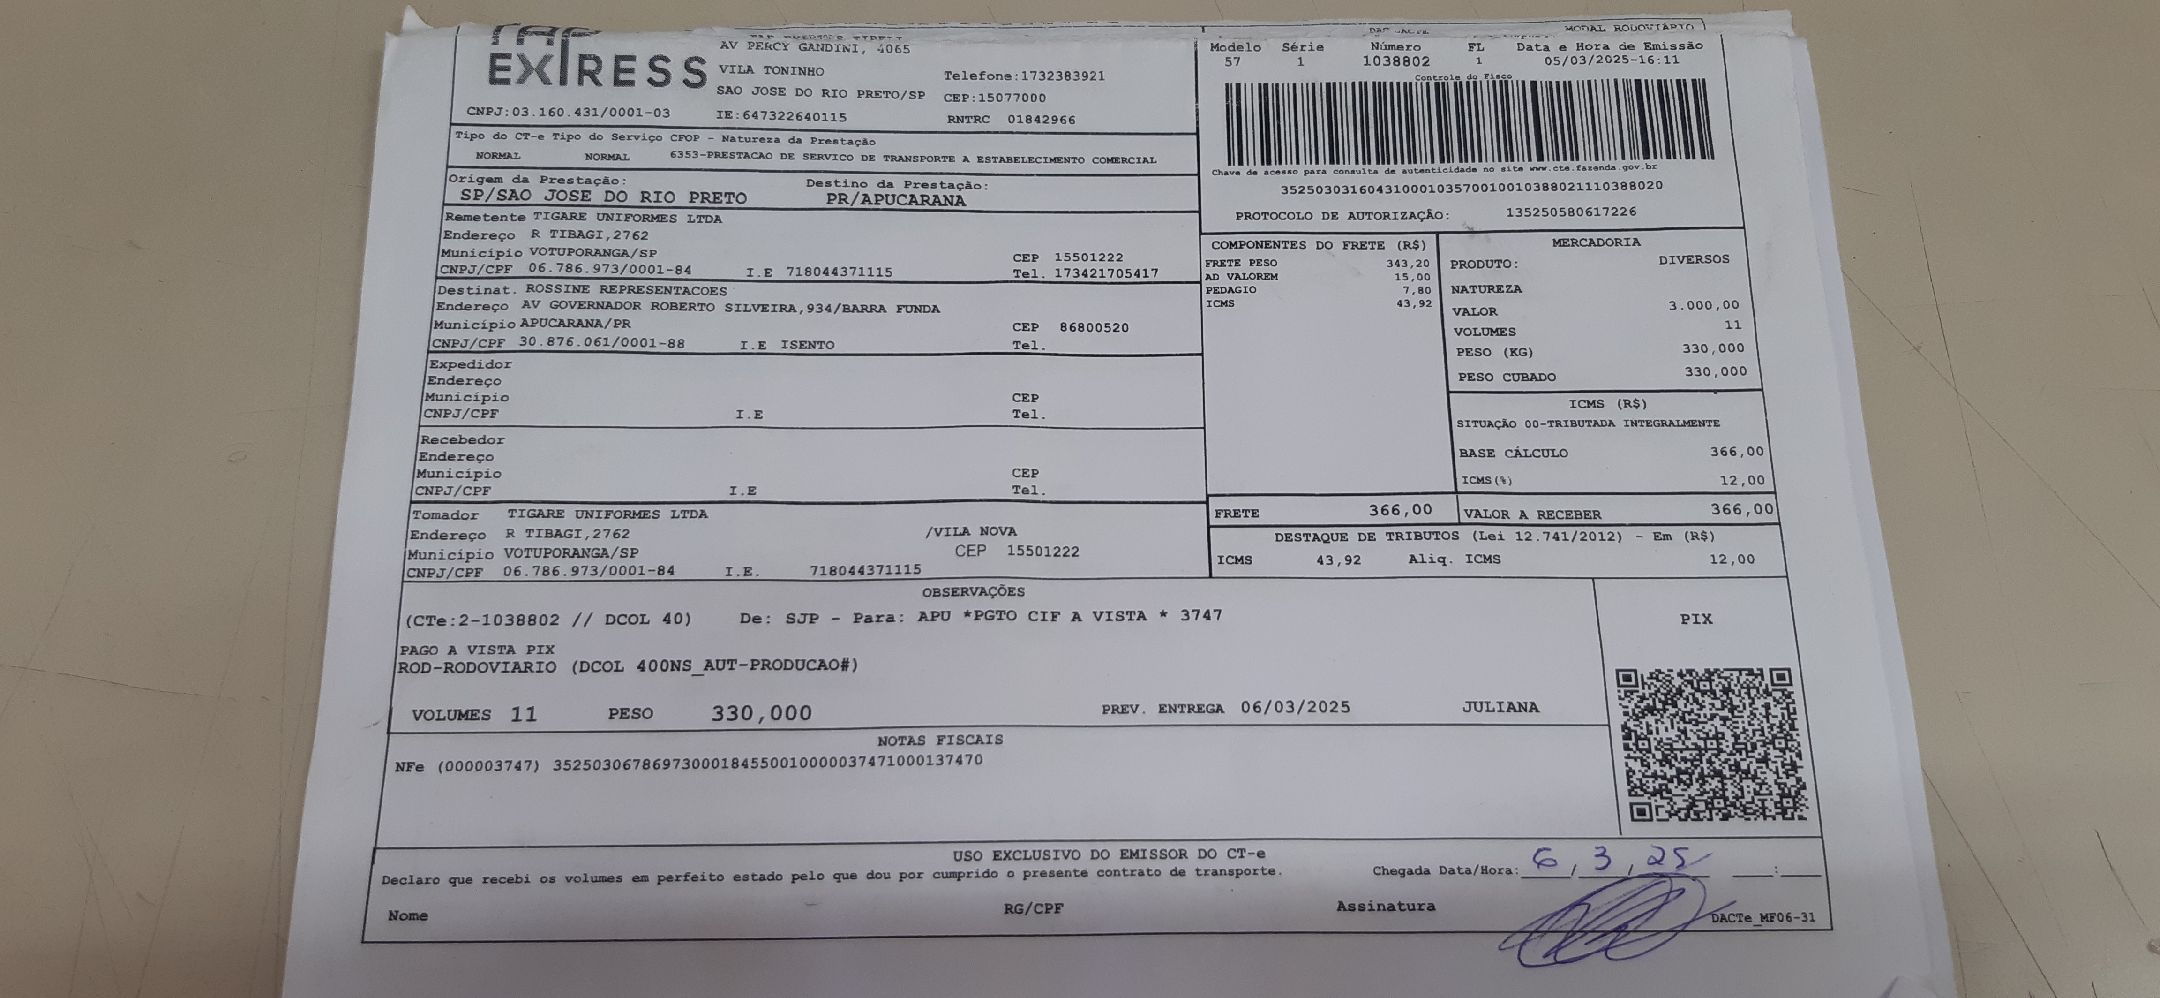 EXPRESS
AV PERCY GANDINI, 4065
VILA TONINHO
Telefone:1732383921
SAO JOSE DO RIO PRETO/SP CEP:15077000
CNPJ:03.160.431/0001-03 IE:647322640115 RNTRC 01842966
MODAL RODOVIARIO
Modelo Série Número FL Data e Hora de Emissão
57 1 1038802 1 05/03/2025-16:11
Controle do Fisco
Chave de acesso para consulta de autenticidade no site www.cte.fazenda.gov.br
35250303160431000103570010010388021110388020
PROTOCOLO DE AUTORIZAÇÃO: 135250580617226
Tipo do CT-e Tipo do Serviço CFOP - Natureza da Prestação
NORMAL NORMAL 6353-PRESTACAO DE SERVICO DE TRANSPORTE A ESTABELECIMENTO COMERCIAL
Origem da Prestação: Destino da Prestação:
SP/SAO JOSE DO RIO PRETO PR/APUCARANA
Remetente TIGARE UNIFORMES LTDA
Endereço R TIBAGI,2762
Município VOTUPORANGA/SP CEP 15501222
CNPJ/CPF 06.786.973/0001-84 I.E 718044371115 Tel. 173421705417
Destinat. ROSSINE REPRESENTACOES
Endereço AV GOVERNADOR ROBERTO SILVEIRA,934/BARRA FUNDA
Município APUCARANA/PR CEP 86800520
CNPJ/CPF 30.876.061/0001-88 I.E ISENTO Tel.
Expedidor
Endereço
Município CEP
CNPJ/CPF I.E Tel.
Recebedor
Endereço
Município CEP
CNPJ/CPF I.E Tel.
Tomador TIGARE UNIFORMES LTDA
Endereço R TIBAGI,2762 /VILA NOVA
Município VOTUPORANGA/SP CEP 15501222
CNPJ/CPF 06.786.973/0001-84 I.E. 718044371115
COMPONENTES DO FRETE (R$)
FRETE PESO 343,20
AD VALOREM 15,00
PEDAGIO 7,80
ICMS 43,92
MERCADORIA
PRODUTO: DIVERSOS
NATUREZA
VALOR 3.000,00
VOLUMES 11
PESO (KG) 330,000
PESO CUBADO 330,000
ICMS (R$)
SITUAÇÃO 00-TRIBUTADA INTEGRALMENTE
BASE CÁLCULO 366,00
ICMS(%) 12,00
FRETE 366,00 VALOR A RECEBER 366,00
DESTAQUE DE TRIBUTOS (Lei 12.741/2012) - Em (R$)
ICMS 43,92 Aliq. ICMS 12,00
OBSERVAÇÕES
(CTe:2-1038802 // DCOL 40) De: SJP - Para: APU *PGTO CIF A VISTA * 3747
PAGO A VISTA PIX
ROD-RODOVIARIO (DCOL 400NS_AUT-PRODUCAO#)
VOLUMES 11 PESO 330,000 PREV. ENTREGA 06/03/2025 JULIANA
PIX
NOTAS FISCAIS
NFe (000003747) 35250306786973000184550010000037471000137470
USO EXCLUSIVO DO EMISSOR DO CT-e
Declaro que recebi os volumes em perfeito estado pelo que dou por cumprido o presente contrato de transporte. Chegada Data/Hora: 6/3/25 __:__
Nome RG/CPF Assinatura
DACTe_MF06-31